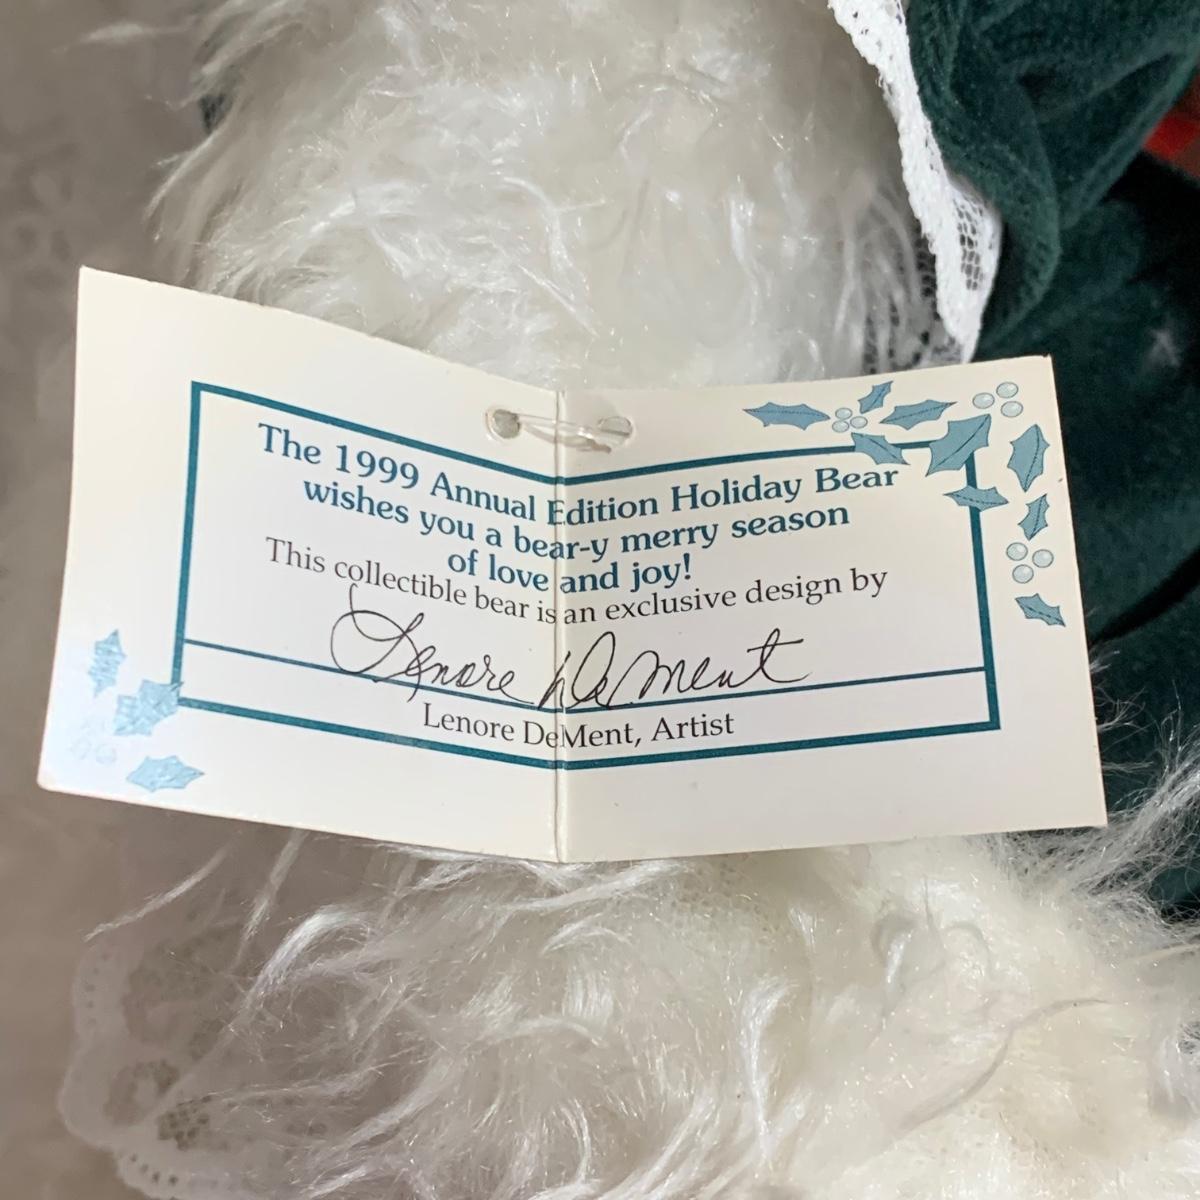 The 1999 Annual Edition Holiday Bear
wishes you a bear-y merry season
of love and joy!
This collectible bear is an exclusive design by
Lenore DeMent
Lenore DeMent, Artist